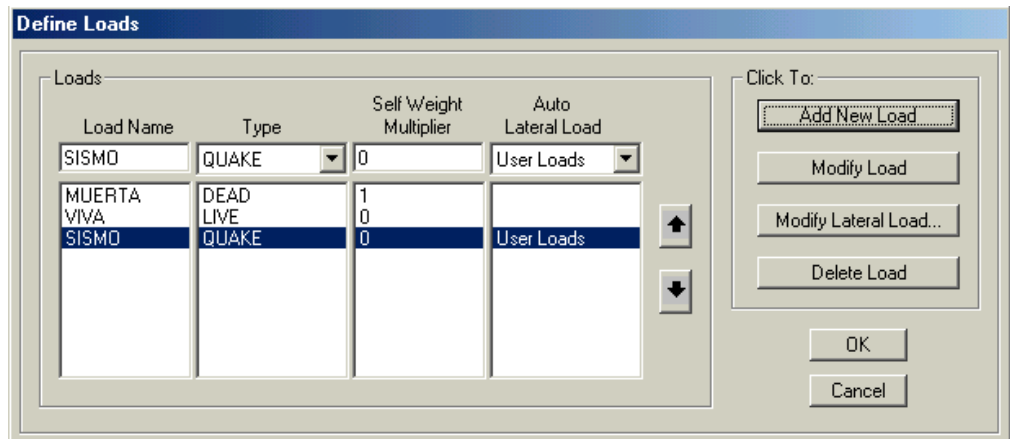 Define Loads
Loads
Click To:
Load Name Type Self Weight Multiplier Auto Lateral Load
SISMO QUAKE 0 User Loads
MUERTA DEAD 1
VIVA LIVE 0
SISMO QUAKE 0 User Loads
Add New Load
Modify Load
Modify Lateral Load...
Delete Load
OK
Cancel